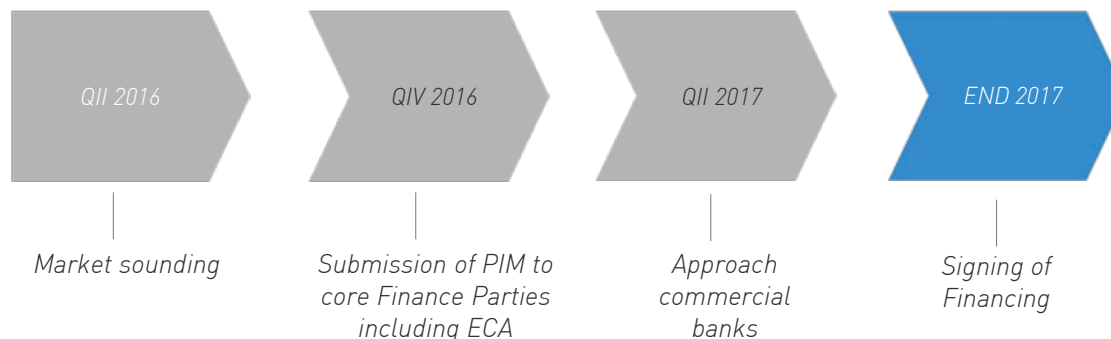 QII 2016
QIV 2016
QII 2017
END 2017
Market sounding
Submission of PIM to
core Finance Parties
including ECA
Approach
commercial
banks
Signing of
Financing